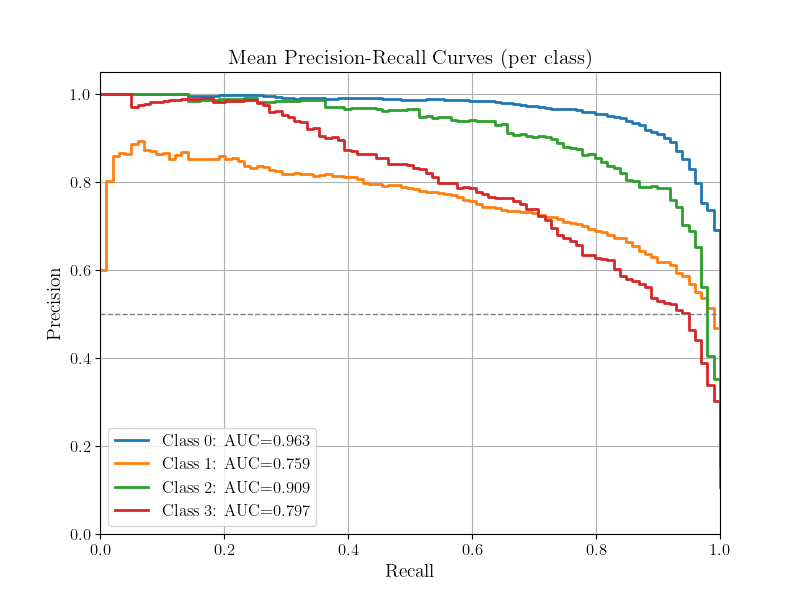 Mean Precision-Recall Curves (per class)
Precision
1.0
0.8
0.6
0.4
0.2
0.0
Class 0: AUC=0.963
Class 1: AUC=0.759
Class 2: AUC=0.909
Class 3: AUC=0.797
0.0 0.2 0.4 0.6 0.8 1.0
Recall